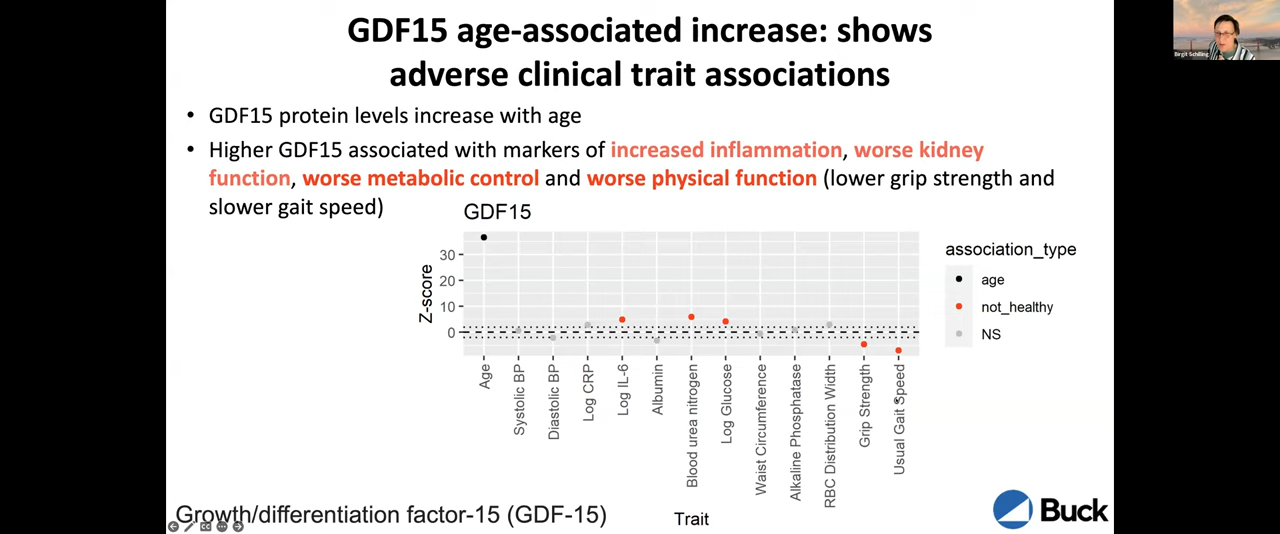 GDF15 age-associated increase: shows
adverse clinical trait associations
Birgit Schilling
• GDF15 protein levels increase with age
• Higher GDF15 associated with markers of increased inflammation, worse kidney
function, worse metabolic control and worse physical function (lower grip strength and
slower gait speed)
GDF15
Z-score
30
20
10
0
Age
Systolic BP
Diastolic BP
Log CRP
Log IL-6
Albumin
Blood urea nitrogen
Log Glucose
Waist Circumference
Alkaline Phosphatase
RBC Distribution Width
Grip Strength
Usual Gait Speed
Trait
association_type
age
not_healthy
NS
Growth/differentiation factor-15 (GDF-15)
Buck